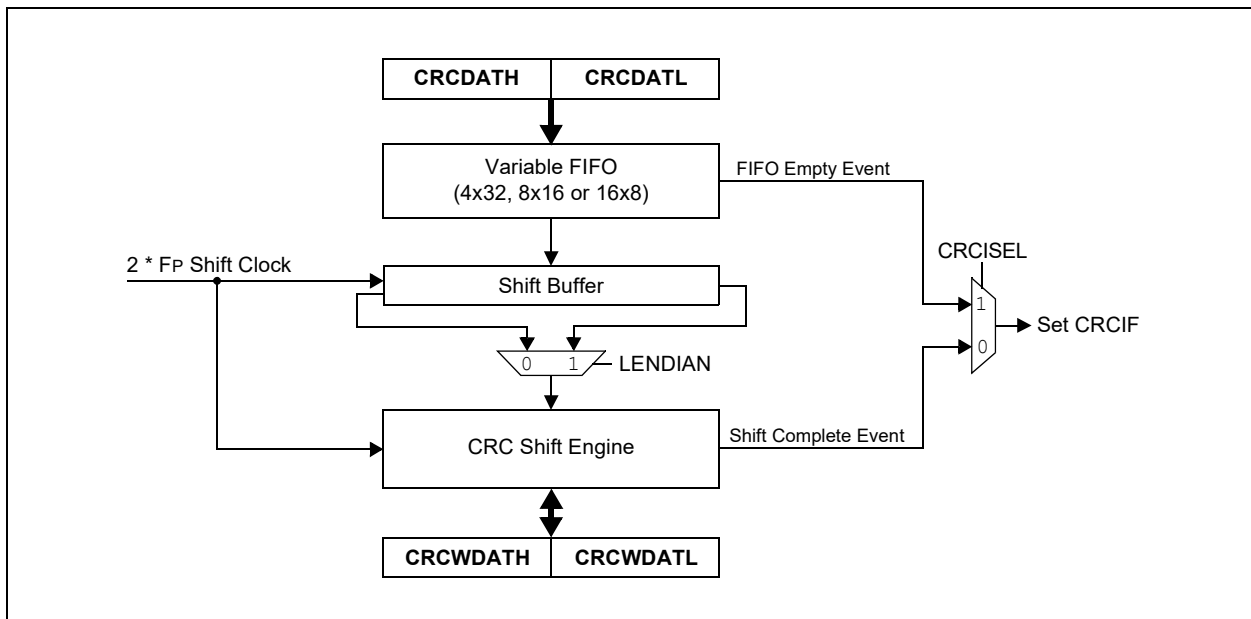 CRCDATH CRCDATL
Variable FIFO
(4x32, 8x16 or 16x8)
FIFO Empty Event
CRCISEL
2 * FP Shift Clock
Shift Buffer
1
Set CRCIF
0
0 1
LENDIAN
CRC Shift Engine
Shift Complete Event
CRCWDATH CRCWDATL